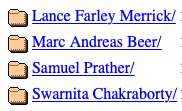 Lance Farley Merrick/
Marc Andreas Beer/
Samuel Prather/
Swarnita Chakraborty/